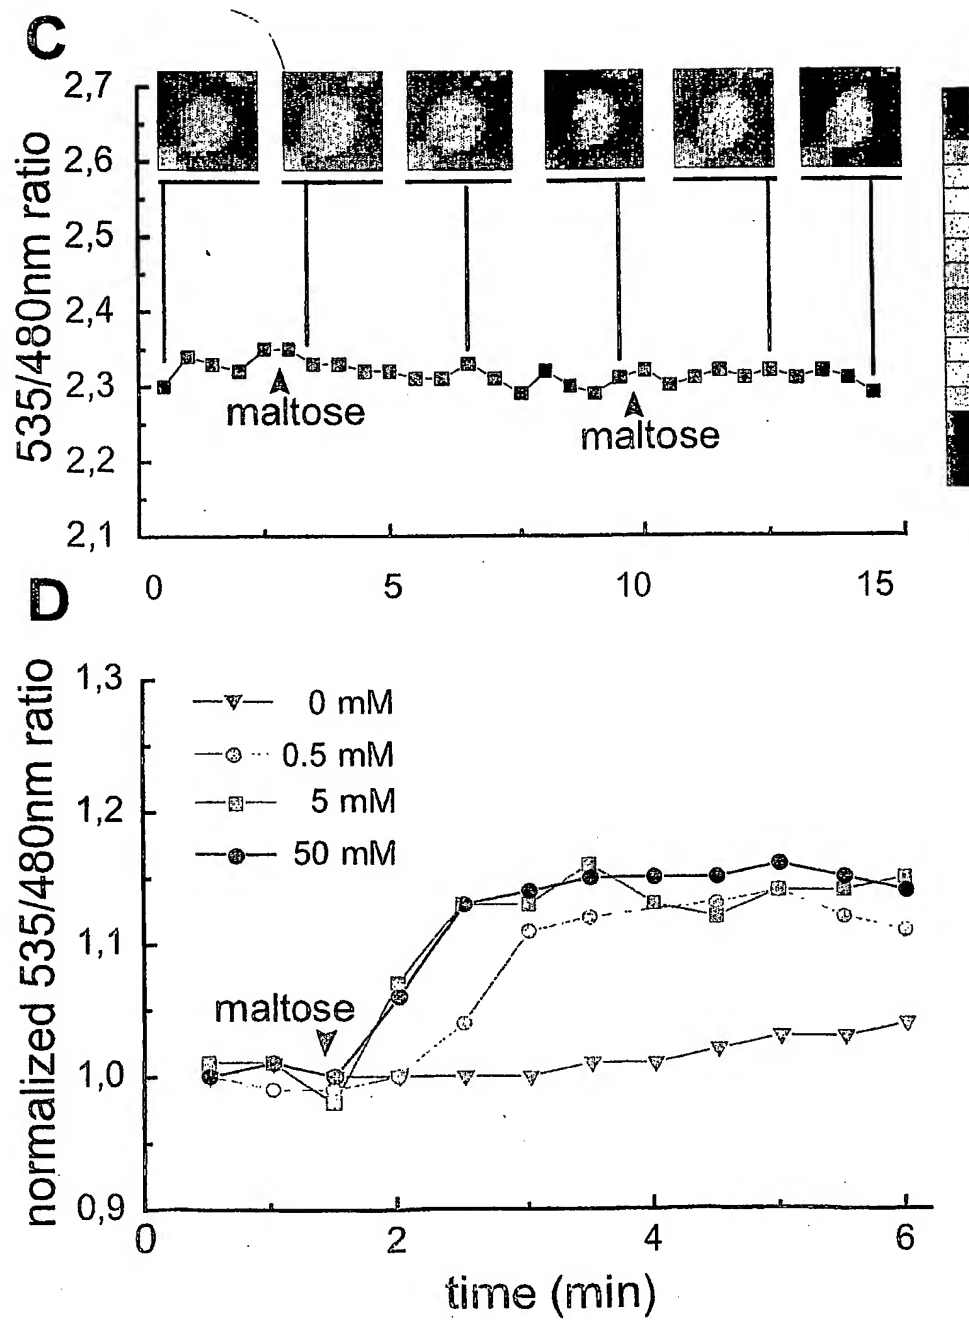 C
2,7
2,6
2,5
2,4
2,3
2,2
2,1
535/480nm ratio
maltose
maltose
0 5 10 15
D
1,3
1,2
1,1
1,0
0,9
normalized 535/480nm ratio
0 mM
0.5 mM
5 mM
50 mM
maltose
0 2 4 6
time (min)